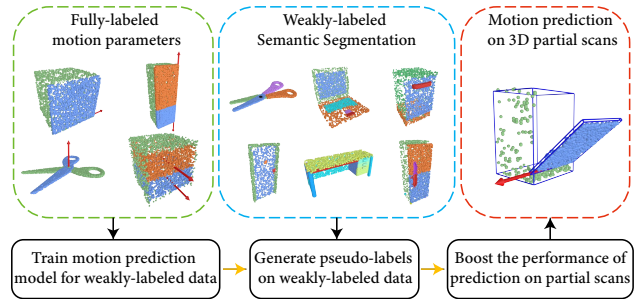 Fully-labeled
motion parameters
Weakly-labeled
Semantic Segmentation
Motion prediction
on 3D partial scans
Train motion prediction
model for weakly-labeled data
Generate pseudo-labels
on weakly-labeled data
Boost the performance of
prediction on partial scans